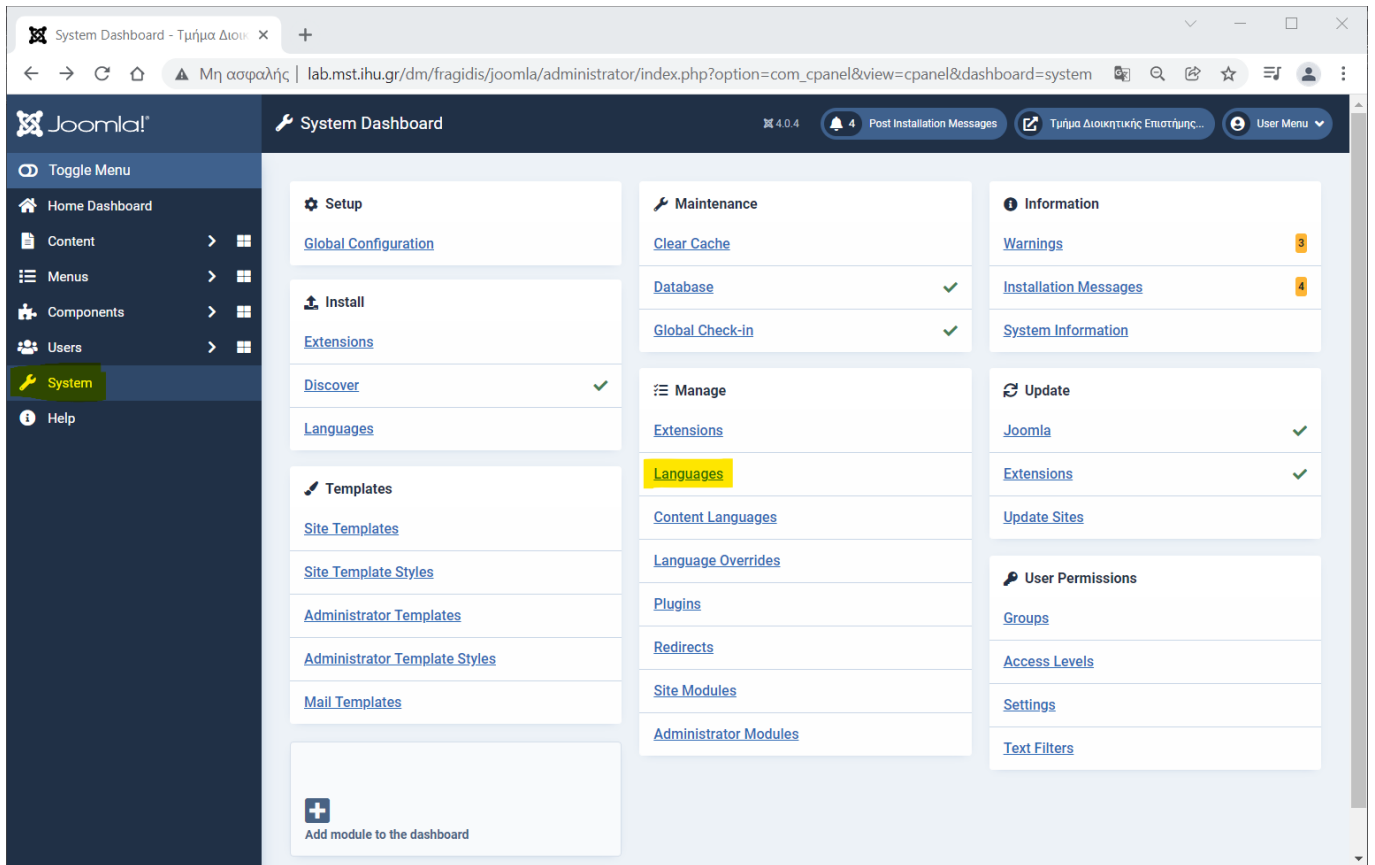 System Dashboard - Τμήμα Διοικ
Μη ασφαλής | lab.mst.ihu.gr/dm/fragidis/joomla/administrator/index.php?option=com_cpanel&view=cpanel&dashboard=system
Joomla!®
System Dashboard
4.0.4
4 Post Installation Messages
Τμήμα Διοικητικής Επιστήμης...
User Menu
Toggle Menu
Home Dashboard
Content
Menus
Components
Users
System
Help
Setup
Global Configuration
Install
Extensions
Discover
Languages
Templates
Site Templates
Site Template Styles
Administrator Templates
Administrator Template Styles
Mail Templates
Add module to the dashboard
Maintenance
Clear Cache
Database
Global Check-in
Manage
Extensions
Languages
Content Languages
Language Overrides
Plugins
Redirects
Site Modules
Administrator Modules
Information
Warnings 3
Installation Messages 4
System Information
Update
Joomla
Extensions
Update Sites
User Permissions
Groups
Access Levels
Settings
Text Filters